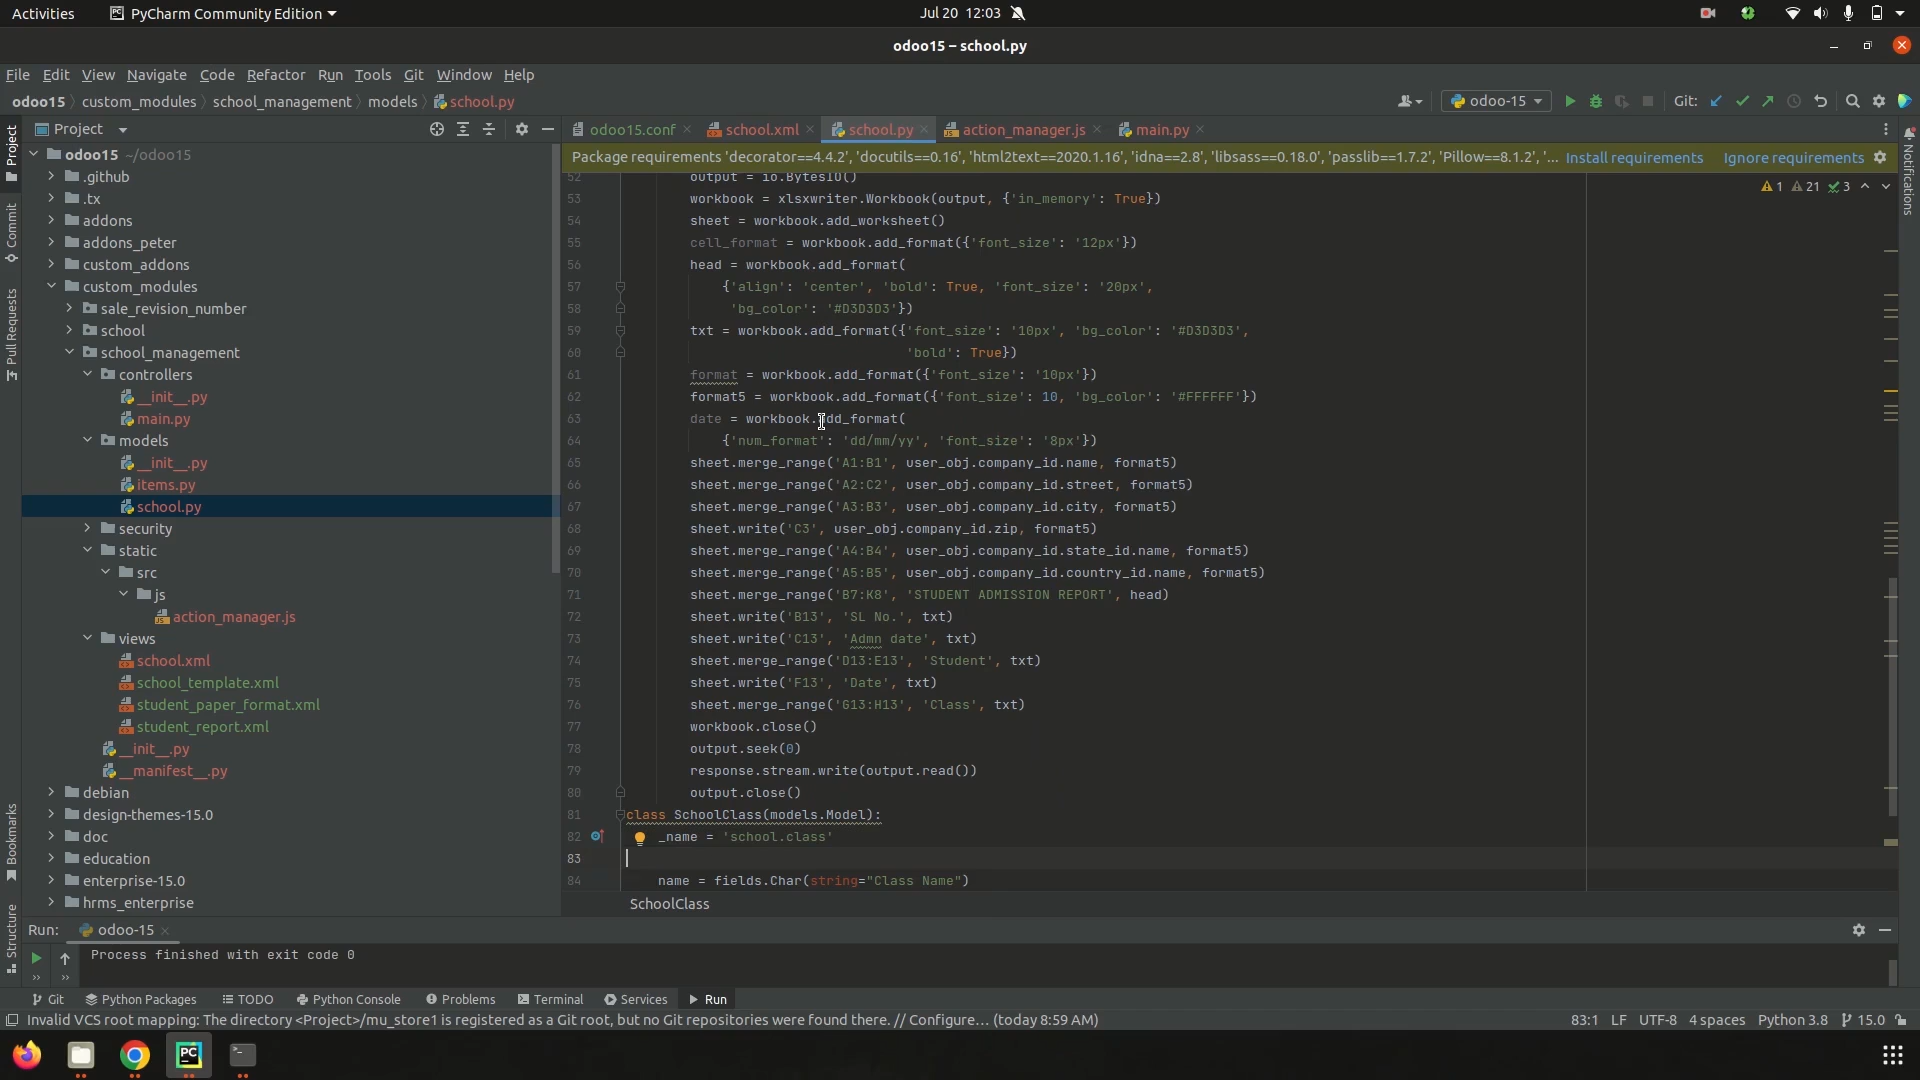 Activities
PyCharm Community Edition
Jul 20 12:03
odoo15 – school.py
File Edit View Navigate Code Refactor Run Tools Git Window Help
odoo15 custom_modules school_management models school.py
odoo-15
Git:
Project
odoo15.conf
school.xml
school.py
action_manager.js
main.py
Package requirements 'decorator==4.4.2', 'docutils==0.16', 'html2text==2020.1.16', 'idna==2.8', 'libsass==0.18.0', 'passlib==1.7.2', 'Pillow==8.1.2', '... Install requirements Ignore requirements
1 21 3
Project
Commit
Pull Requests
Bookmarks
Structure
Notifications
odoo15 ~/odoo15
.github
.tx
addons
addons_peter
custom_addons
custom_modules
sale_revision_number
school
school_management
controllers
__init__.py
main.py
models
__init__.py
items.py
school.py
security
static
src
js
action_manager.js
views
school.xml
school_template.xml
student_paper_format.xml
student_report.xml
__init__.py
__manifest__.py
debian
design-themes-15.0
doc
education
enterprise-15.0
hrms_enterprise
52 output = io.BytesIO()
53 workbook = xlsxwriter.Workbook(output, {'in_memory': True})
54 sheet = workbook.add_worksheet()
55 cell_format = workbook.add_format({'font_size': '12px'})
56 head = workbook.add_format(
57 {'align': 'center', 'bold': True, 'font_size': '20px',
58 'bg_color': '#D3D3D3'})
59 txt = workbook.add_format({'font_size': '10px', 'bg_color': '#D3D3D3',
60 'bold': True})
61 format = workbook.add_format({'font_size': '10px'})
62 format5 = workbook.add_format({'font_size': 10, 'bg_color': '#FFFFFF'})
63 date = workbook.add_format(
64 {'num_format': 'dd/mm/yy', 'font_size': '8px'})
65 sheet.merge_range('A1:B1', user_obj.company_id.name, format5)
66 sheet.merge_range('A2:C2', user_obj.company_id.street, format5)
67 sheet.merge_range('A3:B3', user_obj.company_id.city, format5)
68 sheet.write('C3', user_obj.company_id.zip, format5)
69 sheet.merge_range('A4:B4', user_obj.company_id.state_id.name, format5)
70 sheet.merge_range('A5:B5', user_obj.company_id.country_id.name, format5)
71 sheet.merge_range('B7:K8', 'STUDENT ADMISSION REPORT', head)
72 sheet.write('B13', 'SL No.', txt)
73 sheet.write('C13', 'Admn date', txt)
74 sheet.merge_range('D13:E13', 'Student', txt)
75 sheet.write('F13', 'Date', txt)
76 sheet.merge_range('G13:H13', 'Class', txt)
77 workbook.close()
78 output.seek(0)
79 response.stream.write(output.read())
80 output.close()
81 class SchoolClass(models.Model):
82 _name = 'school.class'
83
84 name = fields.Char(string="Class Name")
SchoolClass
Run: odoo-15
Process finished with exit code 0
Git Python Packages TODO Python Console Problems Terminal Services Run
Invalid VCS root mapping: The directory <Project>/mu_store1 is registered as a Git root, but no Git repositories were found there. // Configure... (today 8:59 AM)
83:1 LF UTF-8 4 spaces Python 3.8 15.0